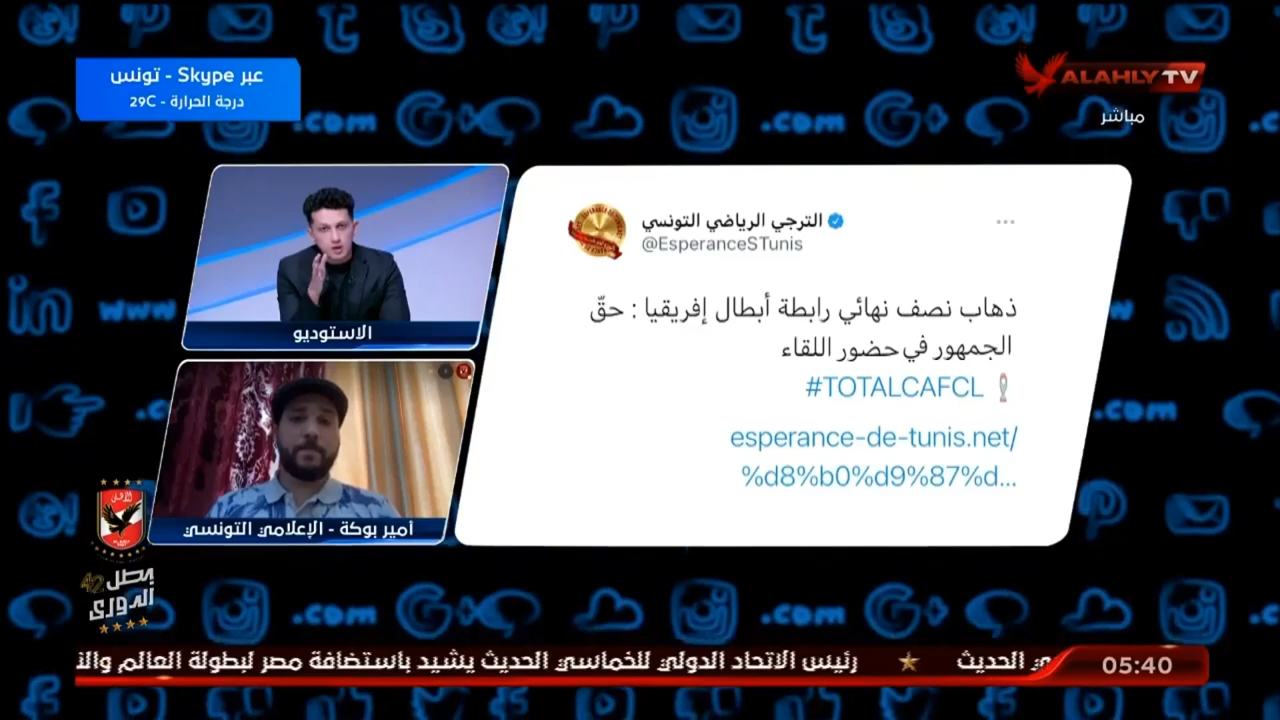 عبر Skype - تونس
درجة الحرارة - 29C
ALAHLY TV
مباشر
الترجي الرياضي التونسي
@EsperanceSTunis
ذهاب نصف نهائي رابطة أبطال إفريقيا : حقّ
الجمهور في حضور اللقاء
#TOTALCAFCL
esperance-de-tunis.net/
%d8%b0%d9%87%d...
الاستوديو
أمير بوكة - الإعلامي التونسي
بطل 42
الدوري
ي الحديث ★ رئيس الاتحاد الدولي للخماسي الحديث يشيد باستضافة مصر لبطولة العالم والت
05:40